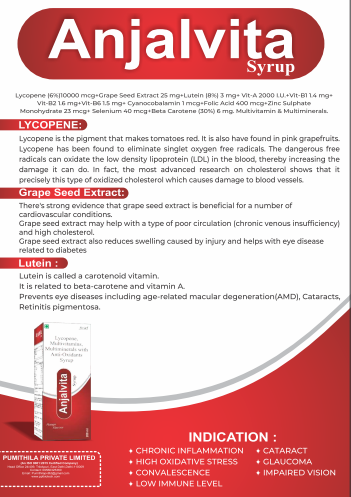 Anjalvita
Syrup
Lycopene (6%)10000 mcg+Grape Seed Extract 25 mg+Lutein (8%) 3 mg+ Vit-A 2000 I.U.+Vit-B1 1.4 mg+
Vit-B2 1.6 mg+Vit-B6 1.5 mg+ Cyanocobalamin 1 mcg+Folic Acid 400 mcg+Zinc Sulphate
Monohydrate 23 mcg+ Selenium 40 mcg+Beta Carotene (30%) 6 mg. Multivitamin & Multiminerals.
LYCOPENE:
Lycopene is the pigment that makes tomatoes red. It is also have found in pink grapefruits.
Lycopene has been found to eliminate singlet oxygen free radicals. The dangerous free
radicals can oxidate the low density lipoprotein (LDL) in the blood, thereby increasing the
damage it can do. In fact, the most advanced research on cholesterol shows that it
precisely this type of oxidized cholesterol which causes damage to blood vessels.
Grape Seed Extract:
There's strong evidence that grape seed extract is beneficial for a number of
cardiovascular conditions.
Grape seed extract may help with a type of poor circulation (chronic venous insufficiency)
and high cholesterol.
Grape seed extract also reduces swelling caused by injury and helps with eye disease
related to diabetes
Lutein :
Lutein is called a carotenoid vitamin.
It is related to beta-carotene and vitamin A.
Prevents eye diseases including age-related macular degeneration(AMD), Cataracts,
Retinitis pigmentosa.
Lycopene,
Multivitamins,
Multiminerals with
Anti-Oxidants
Syrup
Anjalvita
Syrup
PUMITHILA PRIVATE LIMITED
INDICATION :
CHRONIC INFLAMMATION
HIGH OXIDATIVE STRESS
CONVALESCENCE
LOW IMMUNE LEVEL
CATARACT
GLAUCOMA
IMPAIRED VISION